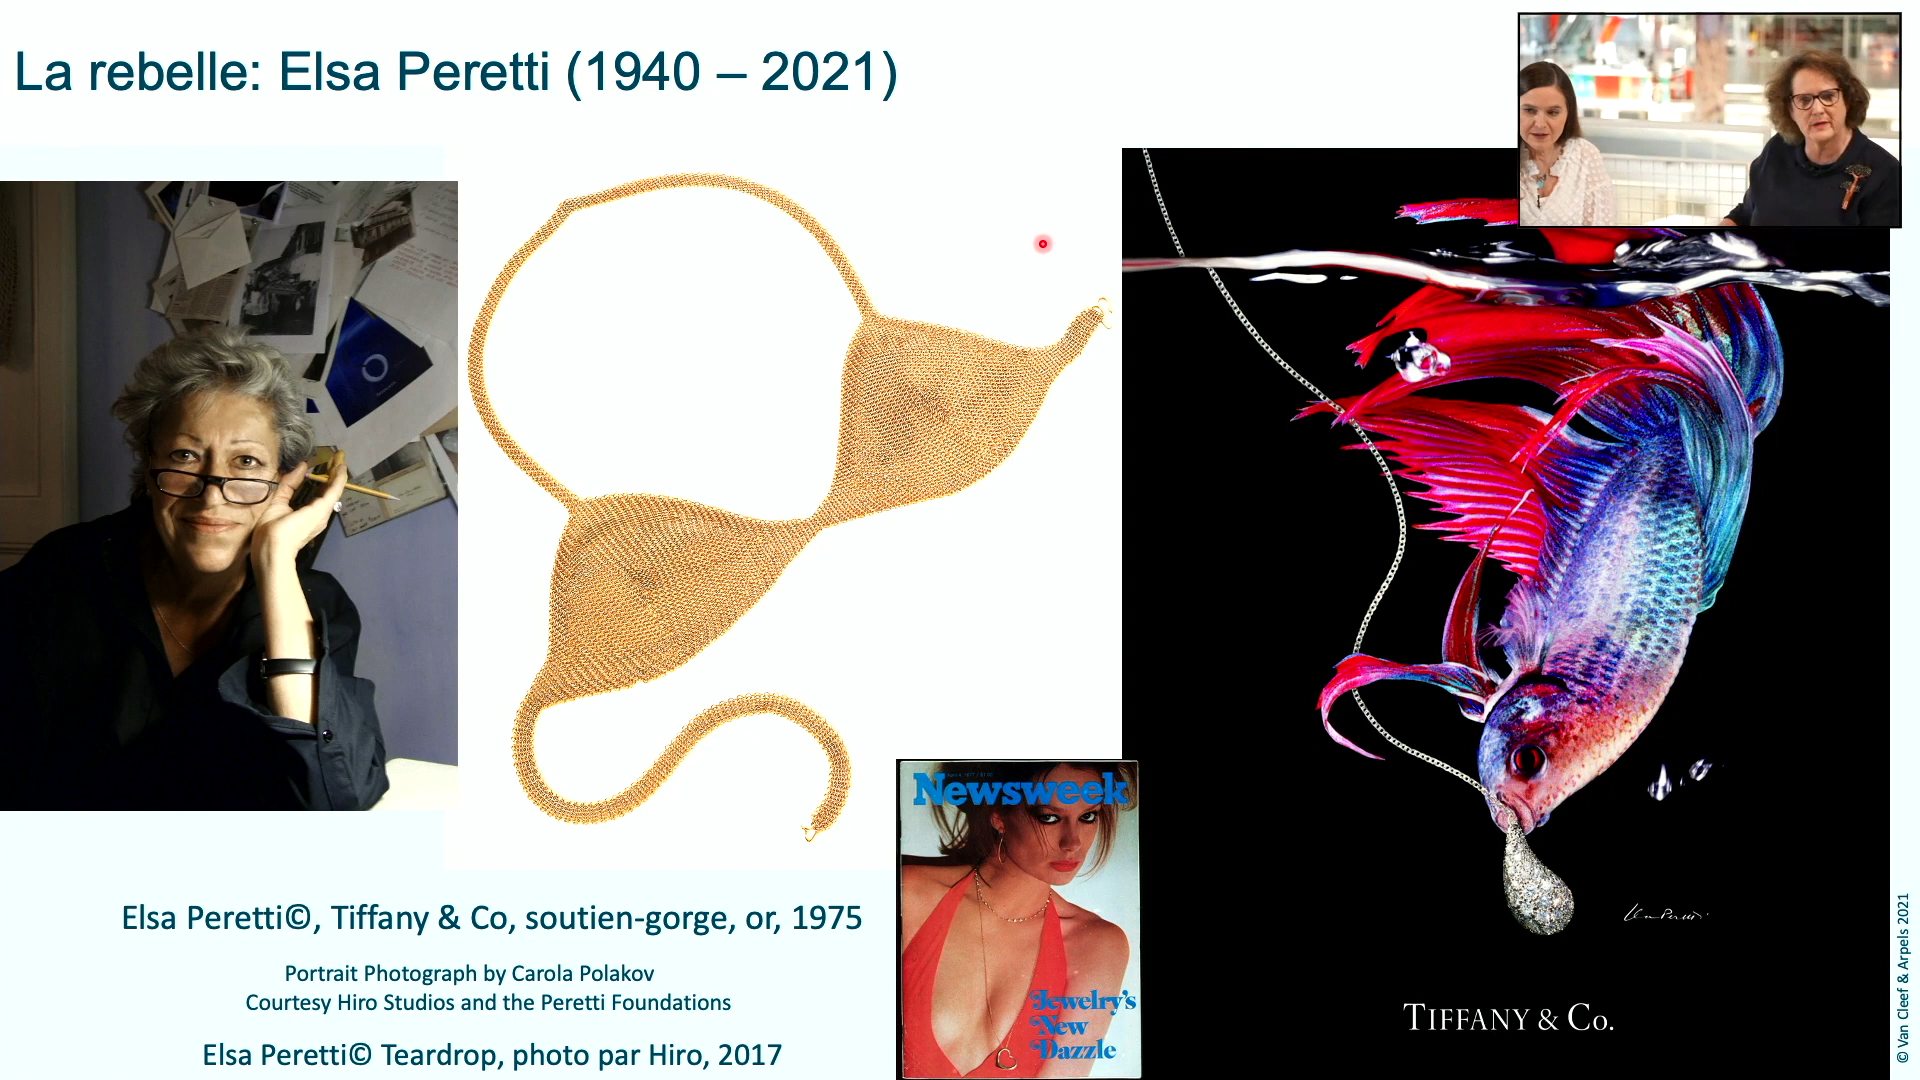 La rebelle: Elsa Peretti (1940 – 2021)
Newsweek
Jewelry's
New
Dazzle
TIFFANY & CO.
Elsa Peretti©, Tiffany & Co, soutien-gorge, or, 1975
Portrait Photograph by Carola Polakov
Courtesy Hiro Studios and the Peretti Foundations
Elsa Peretti© Teardrop, photo par Hiro, 2017
© Van Cleef & Arpels 2021